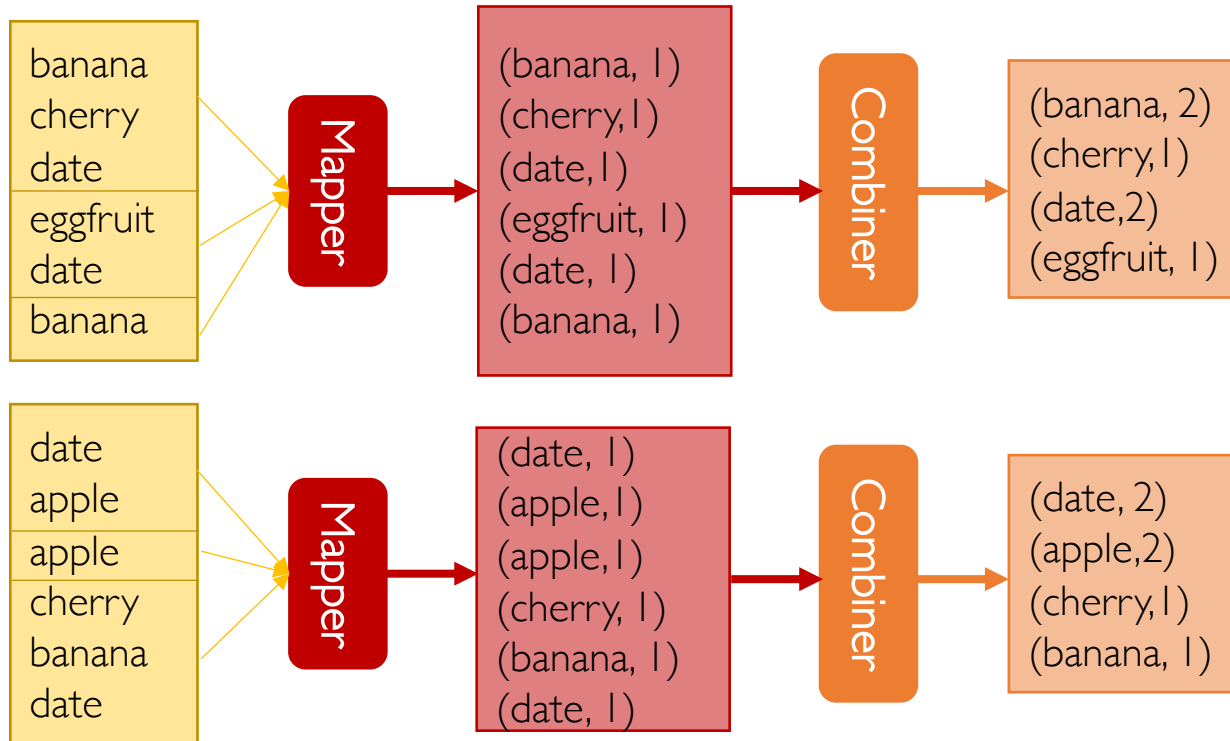 banana
cherry
date
eggfruit
date
banana
Mapper
(banana, 1)
(cherry,1)
(date,1)
(eggfruit, 1)
(date, 1)
(banana, 1)
Combiner
(banana, 2)
(cherry,1)
(date,2)
(eggfruit, 1)
date
apple
apple
cherry
banana
date
Mapper
(date, 1)
(apple,1)
(apple,1)
(cherry, 1)
(banana, 1)
(date, 1)
Combiner
(date, 2)
(apple,2)
(cherry,1)
(banana, 1)